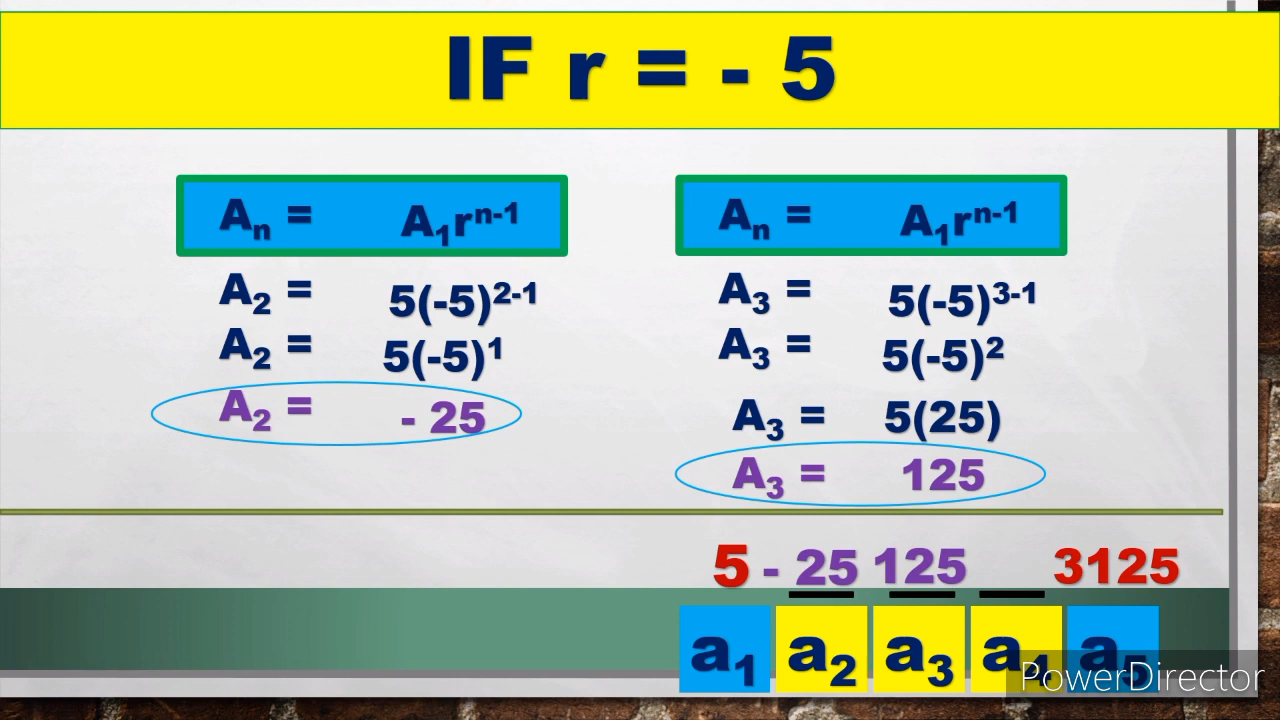 IF r = - 5
Aₙ = A₁rⁿ⁻¹
A₂ = 5(-5)²⁻¹
A₂ = 5(-5)¹
A₂ = - 25
Aₙ = A₁rⁿ⁻¹
A₃ = 5(-5)³⁻¹
A₃ = 5(-5)²
A₃ = 5(25)
A₃ = 125
5 - 25 125 3125
a₁ a₂ a₃ a₄ a₅
PowerDirector